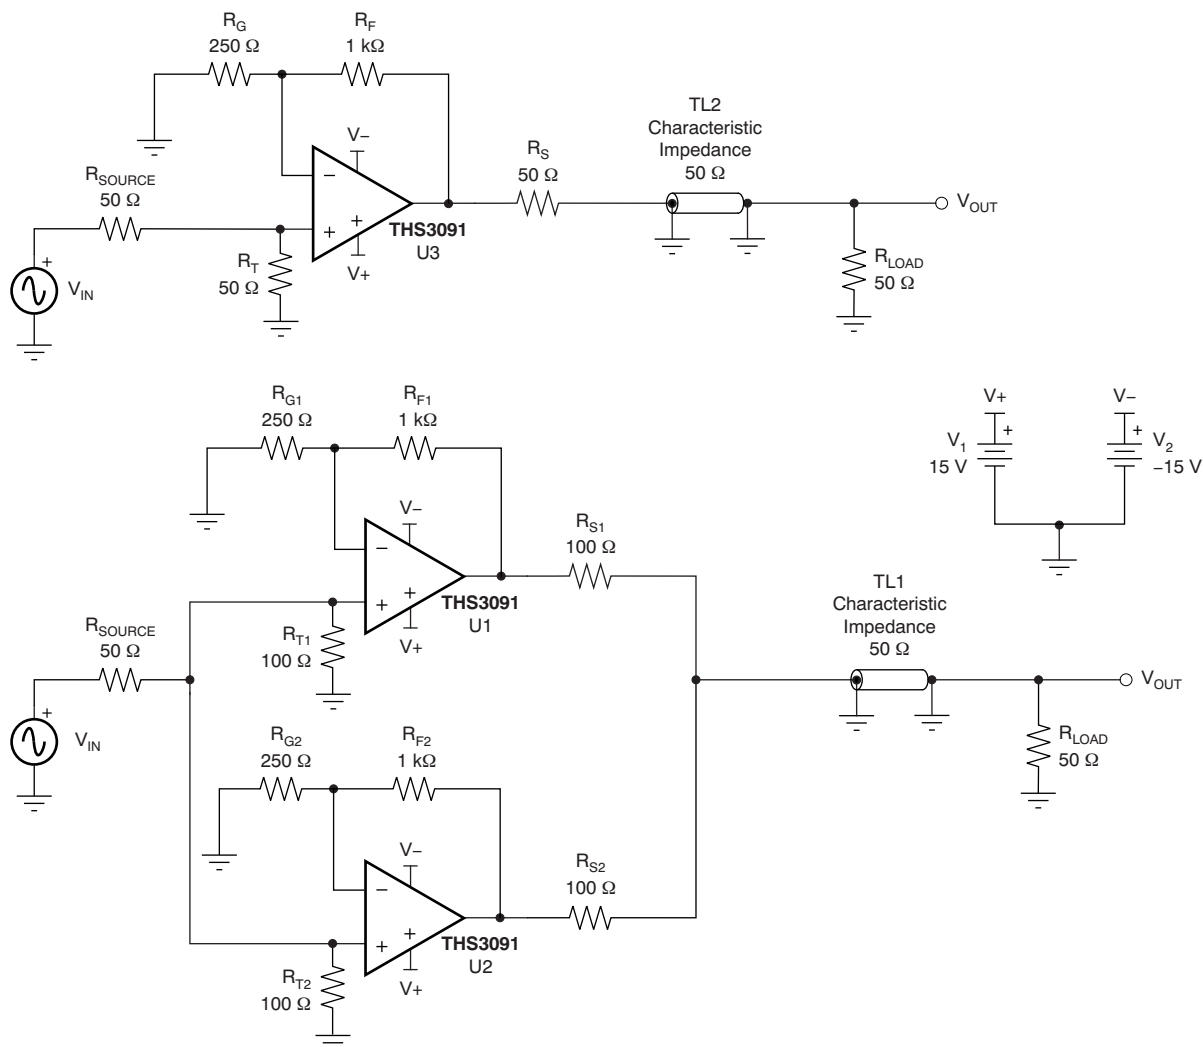 R_G
250 Ω
R_F
1 kΩ
V−
−
+
+
THS3091
U3
V+
R_SOURCE
50 Ω
+
V_IN
R_T
50 Ω
R_S
50 Ω
TL2
Characteristic
Impedance
50 Ω
V_OUT
R_LOAD
50 Ω
R_G1
250 Ω
R_F1
1 kΩ
V−
−
+
+
THS3091
U1
V+
R_T1
100 Ω
R_S1
100 Ω
R_SOURCE
50 Ω
+
V_IN
V+
+
V_1
15 V
V−
+
V_2
−15 V
TL1
Characteristic
Impedance
50 Ω
V_OUT
R_LOAD
50 Ω
R_G2
250 Ω
R_F2
1 kΩ
V−
−
+
+
THS3091
U2
V+
R_T2
100 Ω
R_S2
100 Ω